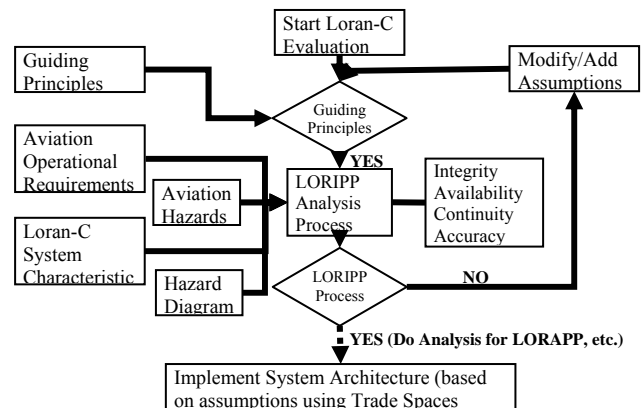 Start Loran-C
Evaluation
Guiding
Principles
Modify/Add
Assumptions
Guiding
Principles
Aviation
Operational
Requirements
YES
Aviation
Hazards
LORIPP
Analysis
Process
Integrity
Availability
Continuity
Accuracy
Loran-C
System
Characteristic
Hazard
Diagram
LORIPP
Process
NO
YES (Do Analysis for LORAPP, etc.)
Implement System Architecture (based
on assumptions using Trade Spaces